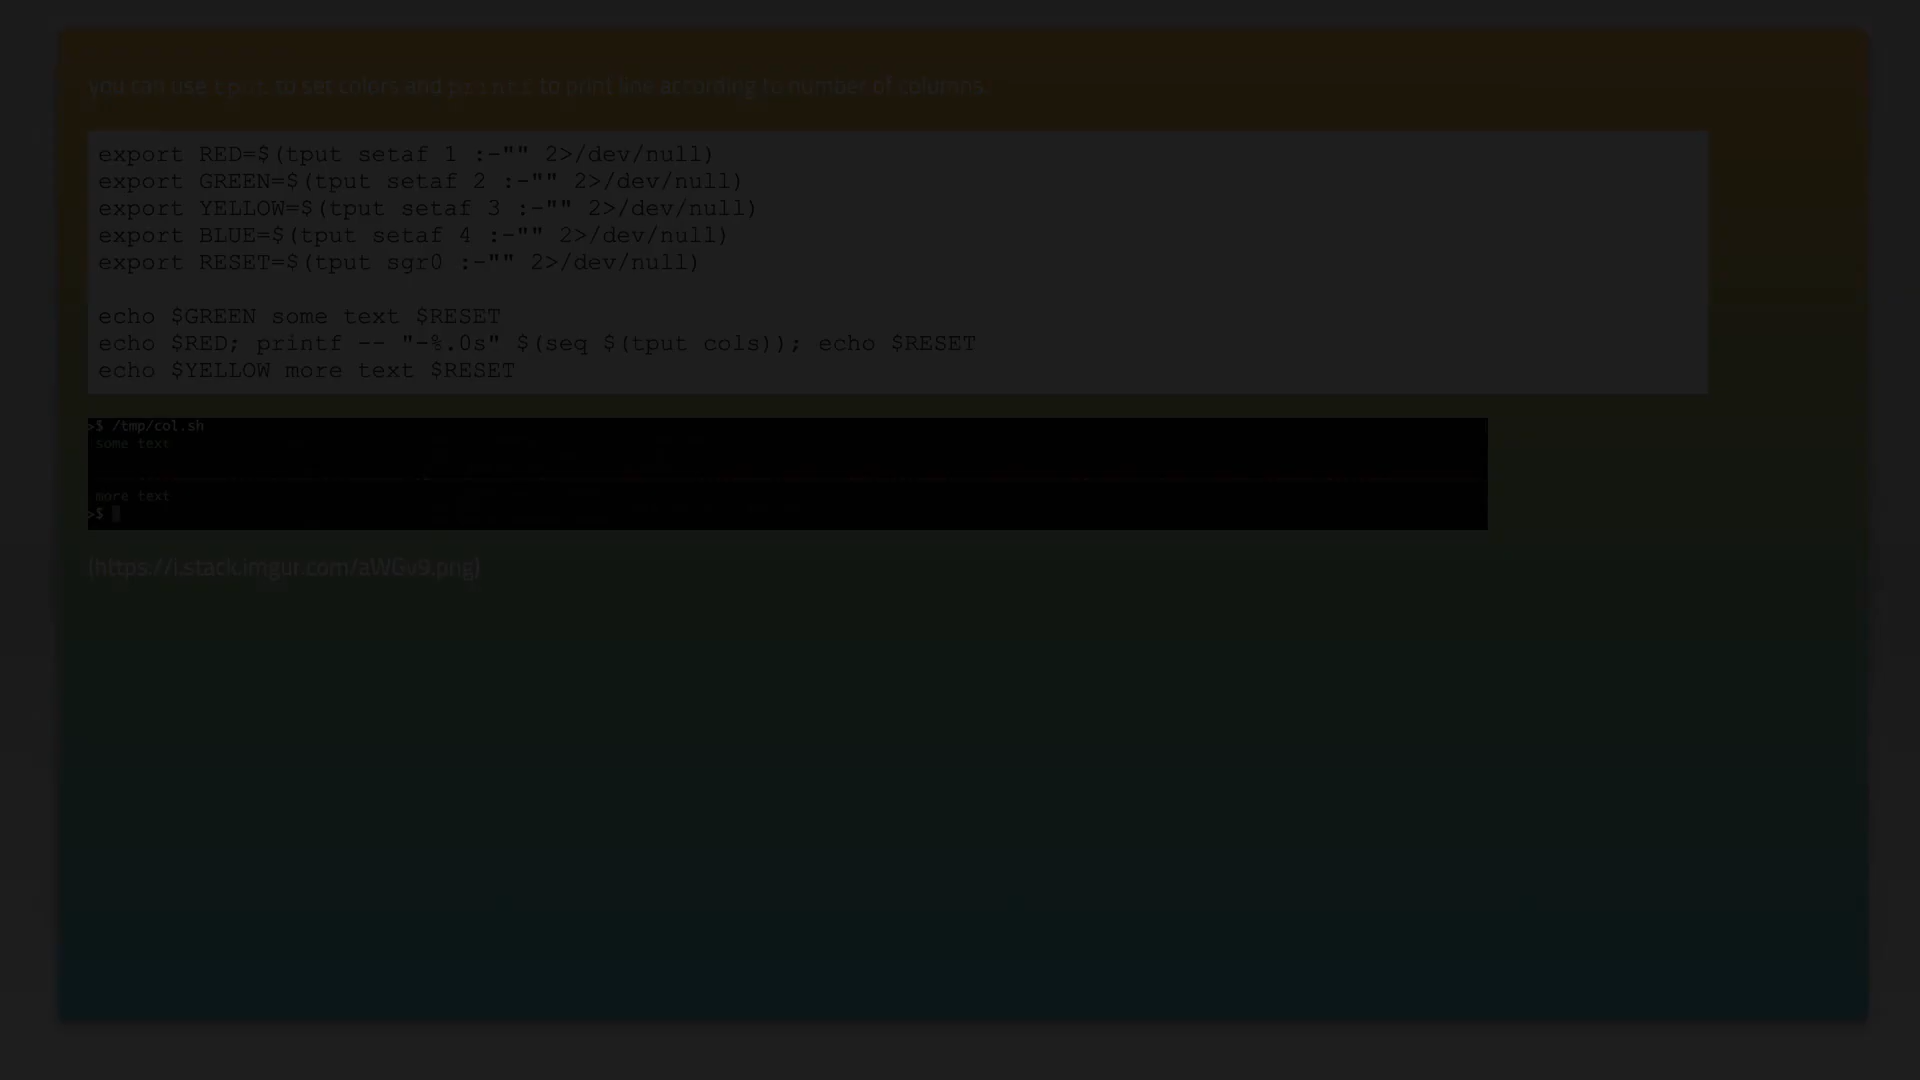 you can use tput to set colors and printf to print line according to number of columns.
export RED=$(tput setaf 1 :-"" 2>/dev/null)
export GREEN=$(tput setaf 2 :-"" 2>/dev/null)
export YELLOW=$(tput setaf 3 :-"" 2>/dev/null)
export BLUE=$(tput setaf 4 :-"" 2>/dev/null)
export RESET=$(tput sgr0 :-"" 2>/dev/null)
echo $GREEN some text $RESET
echo $RED; printf -- "-%.0s" $(seq $(tput cols)); echo $RESET
echo $YELLOW more text $RESET
>$ /tmp/col.sh
some text
more text
>$
(https://i.stack.imgur.com/aWGv9.png)